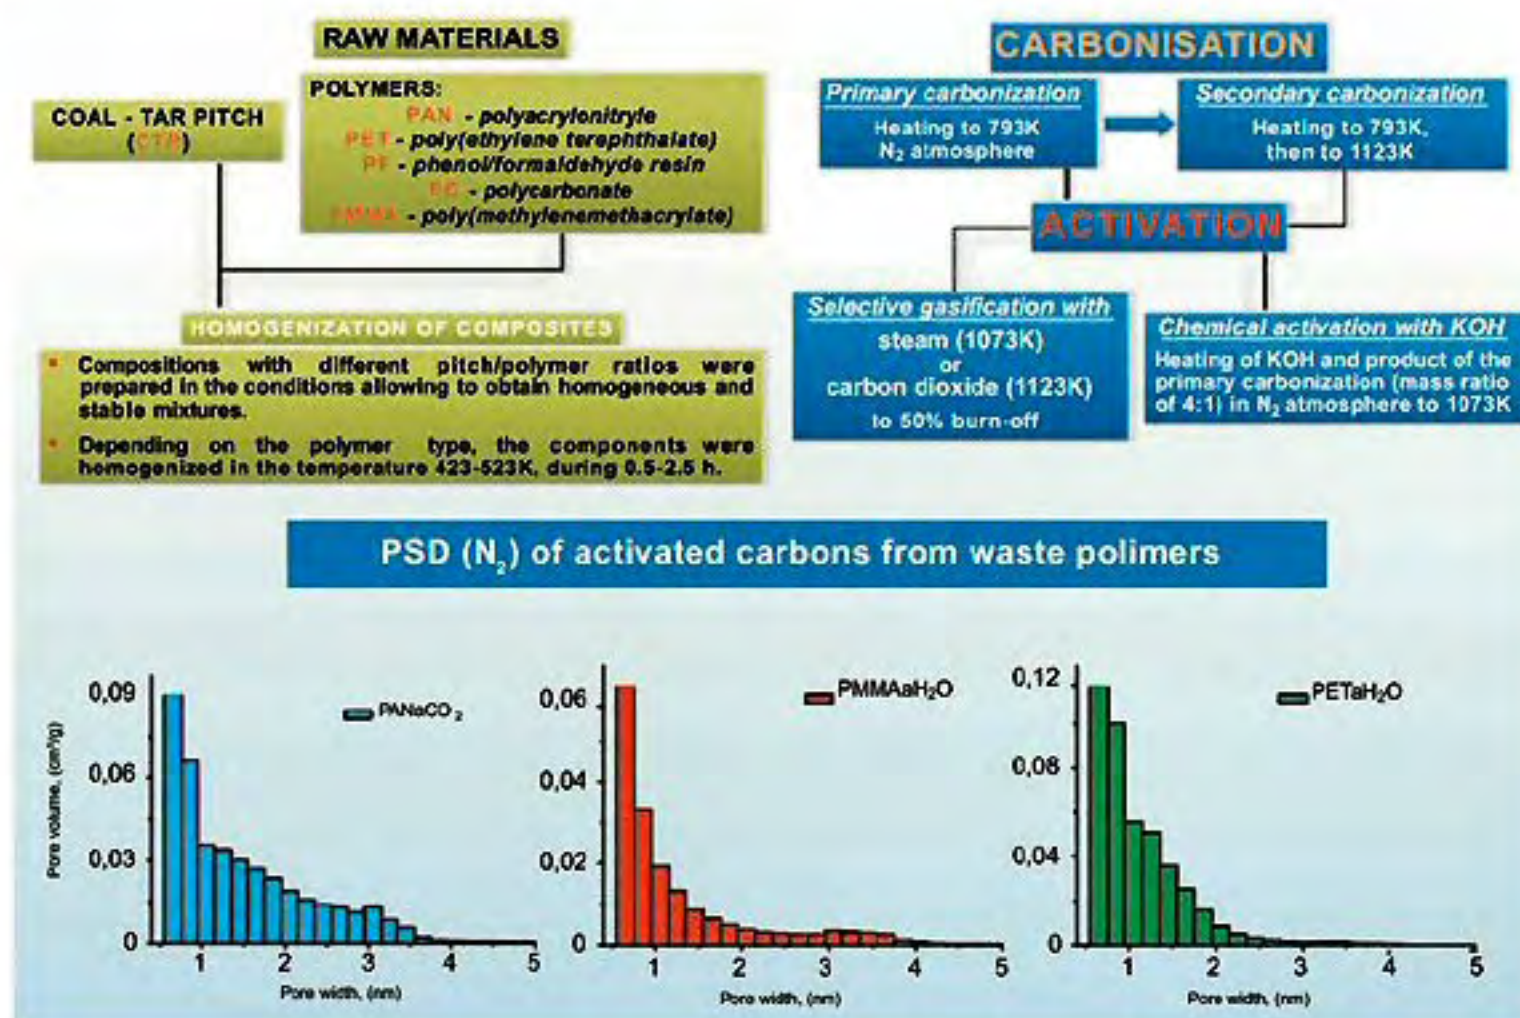 RAW MATERIALS
COAL - TAR PITCH
(CTP)
POLYMERS:
PAN - polyacrylonitryle
PET - poly(ethylene terephthalate)
PF - phenol/formaldehyde resin
PC - polycarbonate
PMMA - poly(methylenemethacrylate)
HOMOGENIZATION OF COMPOSITES
▪ Compositions with different pitch/polymer ratios were
prepared in the conditions allowing to obtain homogeneous and
stable mixtures.
▪ Depending on the polymer type, the components were
homogenized in the temperature 423-523K, during 0.5-2.5 h.
CARBONISATION
Primary carbonization
Heating to 793K
N₂ atmosphere
Secondary carbonization
Heating to 793K,
then to 1123K
ACTIVATION
Selective gasification with
steam (1073K)
or
carbon dioxide (1123K)
to 50% burn-off
Chemical activation with KOH
Heating of KOH and product of the
primary carbonization (mass ratio
of 4:1) in N₂ atmosphere to 1073K
PSD (N₂) of activated carbons from waste polimers
Pore volume, (cm³/g)
0,09
0,06
0,03
0
PANaCO₂
1 2 3 4 5
Pore width, (nm)
0,06
0,04
0,02
0
PMMAaH₂O
1 2 3 4 5
Pore width, (nm)
0,12
0,08
0,04
0
PETaH₂O
1 2 3 4 5
Pore width, (nm)